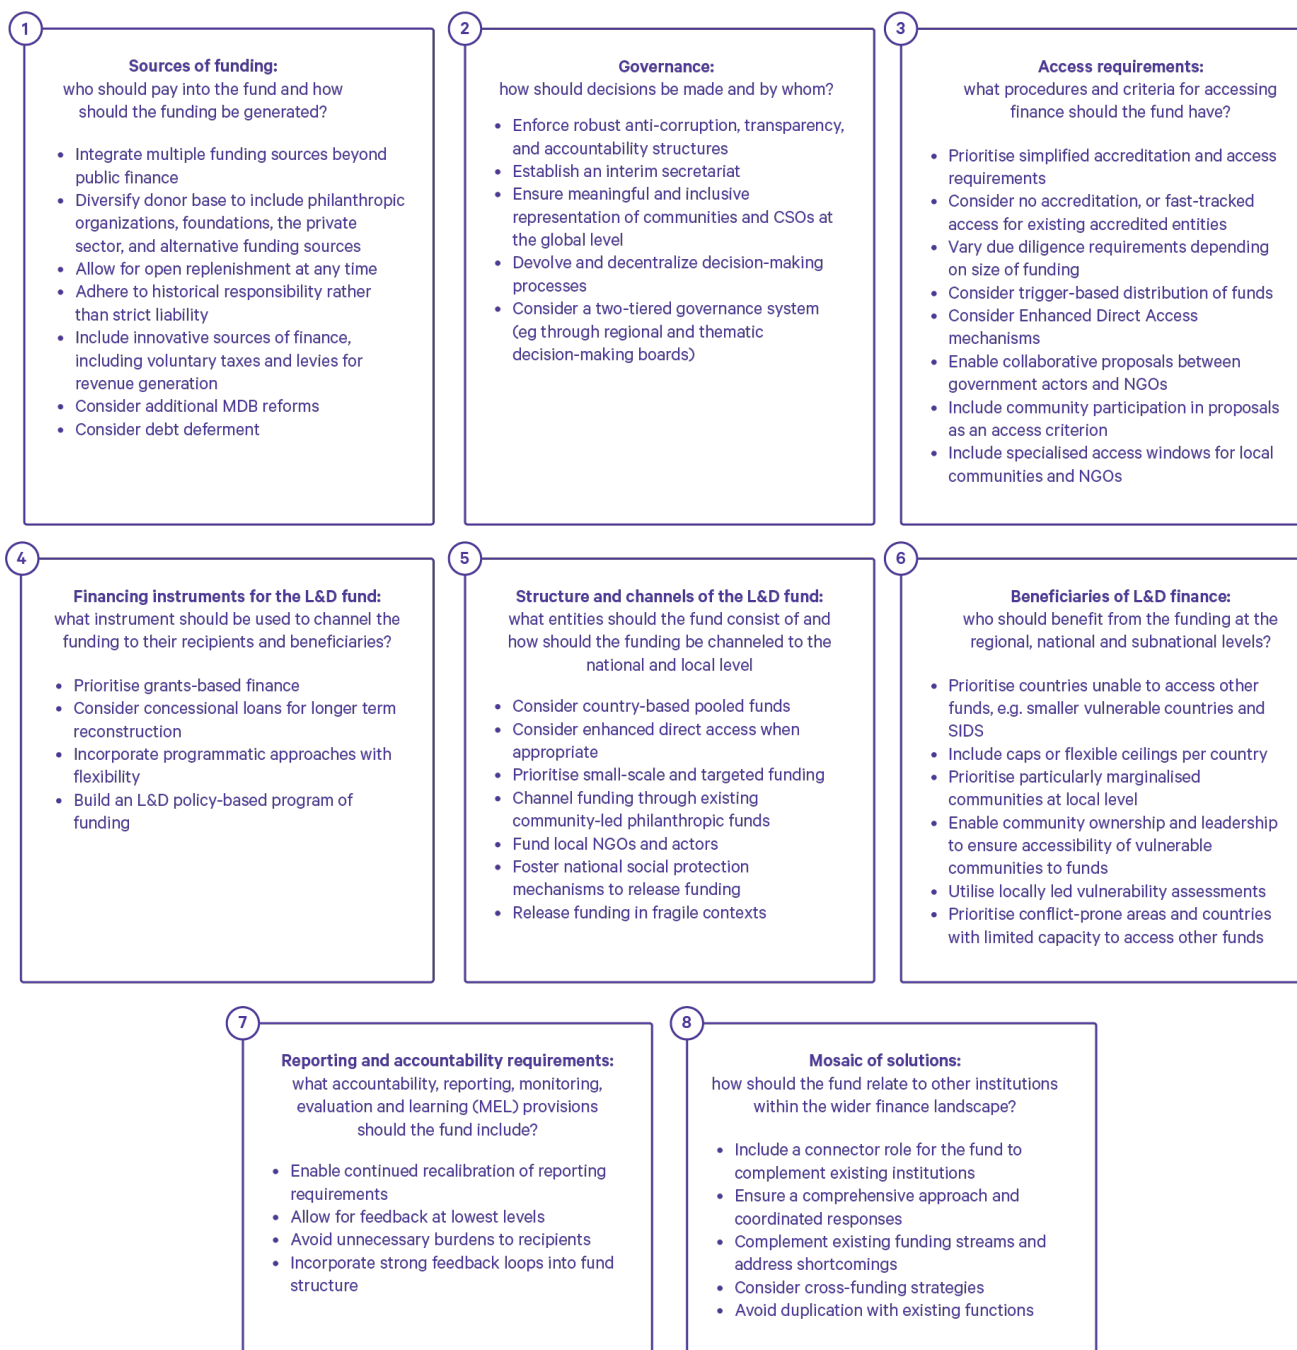 1
Sources of funding:
who should pay into the fund and how
should the funding be generated?
• Integrate multiple funding sources beyond
public finance
• Diversify donor base to include philanthropic
organizations, foundations, the private
sector, and alternative funding sources
• Allow for open replenishment at any time
• Adhere to historical responsibility rather
than strict liability
• Include innovative sources of finance,
including voluntary taxes and levies for
revenue generation
• Consider additional MDB reforms
• Consider debt deferment
2
Governance:
how should decisions be made and by whom?
• Enforce robust anti-corruption, transparency,
and accountability structures
• Establish an interim secretariat
• Ensure meaningful and inclusive
representation of communities and CSOs at
the global level
• Devolve and decentralize decision-making
processes
• Consider a two-tiered governance system
(eg through regional and thematic
decision-making boards)
3
Access requirements:
what procedures and criteria for accessing
finance should the fund have?
• Prioritise simplified accreditation and access
requirements
• Consider no accreditation, or fast-tracked
access for existing accredited entities
• Vary due diligence requirements depending
on size of funding
• Consider trigger-based distribution of funds
• Consider Enhanced Direct Access
mechanisms
• Enable collaborative proposals between
government actors and NGOs
• Include community participation in proposals
as an access criterion
• Include specialised access windows for local
communities and NGOs
4
Financing instruments for the L&D fund:
what instrument should be used to channel the
funding to their recipients and beneficiaries?
• Prioritise grants-based finance
• Consider concessional loans for longer term
reconstruction
• Incorporate programmatic approaches with
flexibility
• Build an L&D policy-based program of
funding
5
Structure and channels of the L&D fund:
what entities should the fund consist of and
how should the funding be channeled to the
national and local level
• Consider country-based pooled funds
• Consider enhanced direct access when
appropriate
• Prioritise small-scale and targeted funding
• Channel funding through existing
community-led philanthropic funds
• Fund local NGOs and actors
• Foster national social protection
mechanisms to release funding
• Release funding in fragile contexts
6
Beneficiaries of L&D finance:
who should benefit from the funding at the
regional, national and subnational levels?
• Prioritise countries unable to access other
funds, e.g. smaller vulnerable countries and
SIDS
• Include caps or flexible ceilings per country
• Prioritise particularly marginalised
communities at local level
• Enable community ownership and leadership
to ensure accessibility of vulnerable
communities to funds
• Utilise locally led vulnerability assessments
• Prioritise conflict-prone areas and countries
with limited capacity to access other funds
7
Reporting and accountability requirements:
what accountability, reporting, monitoring,
evaluation and learning (MEL) provisions
should the fund include?
• Enable continued recalibration of reporting
requirements
• Allow for feedback at lowest levels
• Avoid unnecessary burdens to recipients
• Incorporate strong feedback loops into fund
structure
8
Mosaic of solutions:
how should the fund relate to other institutions
within the wider finance landscape?
• Include a connector role for the fund to
complement existing institutions
• Ensure a comprehensive approach and
coordinated responses
• Complement existing funding streams and
address shortcomings
• Consider cross-funding strategies
• Avoid duplication with existing functions